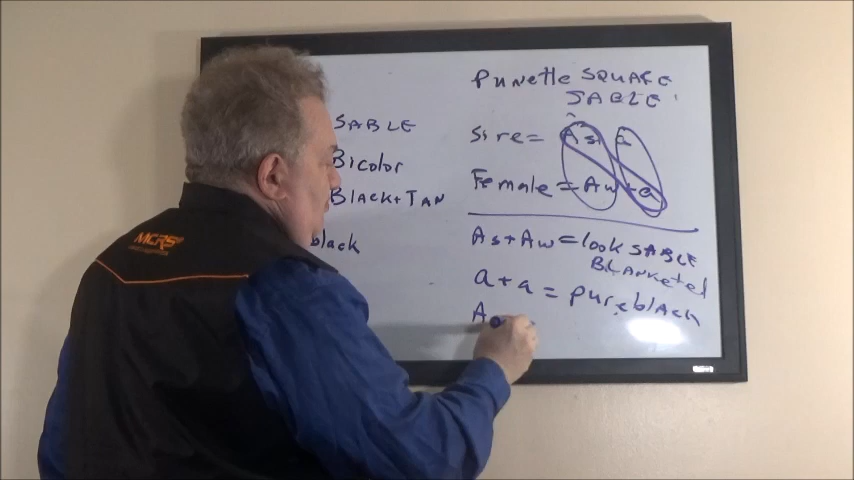 Punette SQUARE
SABLE
SABLE
Bicolor
Black+TAN
black
Sire= As a
Female=Aw+a
As+Aw=look SABLE
BLANKETed
a+a=pure black
A
MCRS